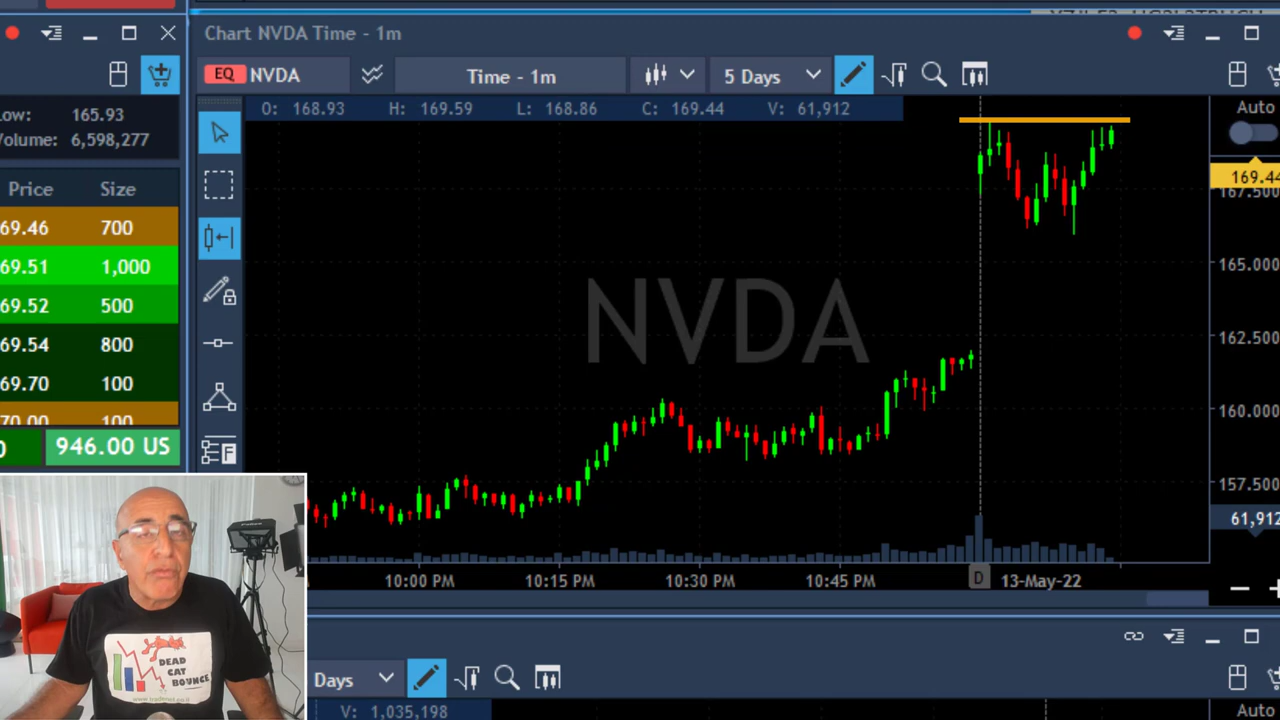 Chart NVDA Time - 1m
EQ NVDA
Time - 1m
5 Days
Low: 165.93
Volume: 6,598,277
O: 168.93 H: 169.59 L: 168.86 C: 169.44 V: 61,912
Auto
169.44
167.500
165.000
162.500
160.000
157.500
61,912
Price Size
69.46 700
69.51 1,000
69.52 500
69.54 800
69.70 100
70.00 100
0 946.00 US
NVDA
F
10:00 PM 10:15 PM 10:30 PM 10:45 PM D 13-May-22
DEAD
CAT
BOUNCE
Days
V: 1,035,198
Auto